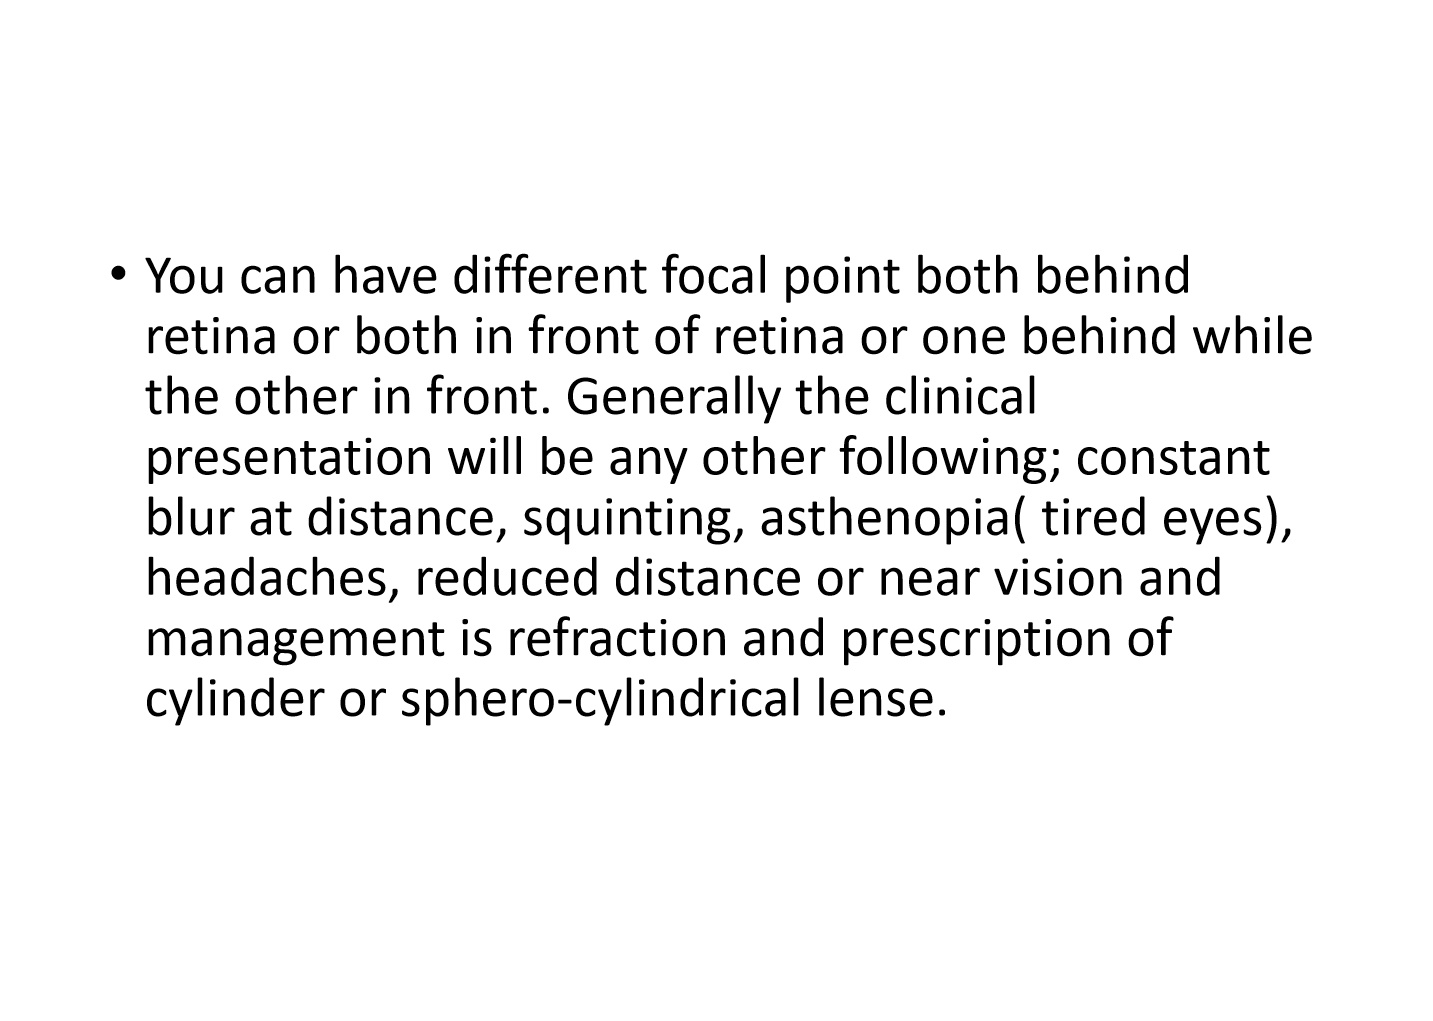 • You can have different focal point both behind
retina or both in front of retina or one behind while
the other in front. Generally the clinical
presentation will be any other following; constant
blur at distance, squinting, asthenopia( tired eyes),
headaches, reduced distance or near vision and
management is refraction and prescription of
cylinder or sphero-cylindrical lense.